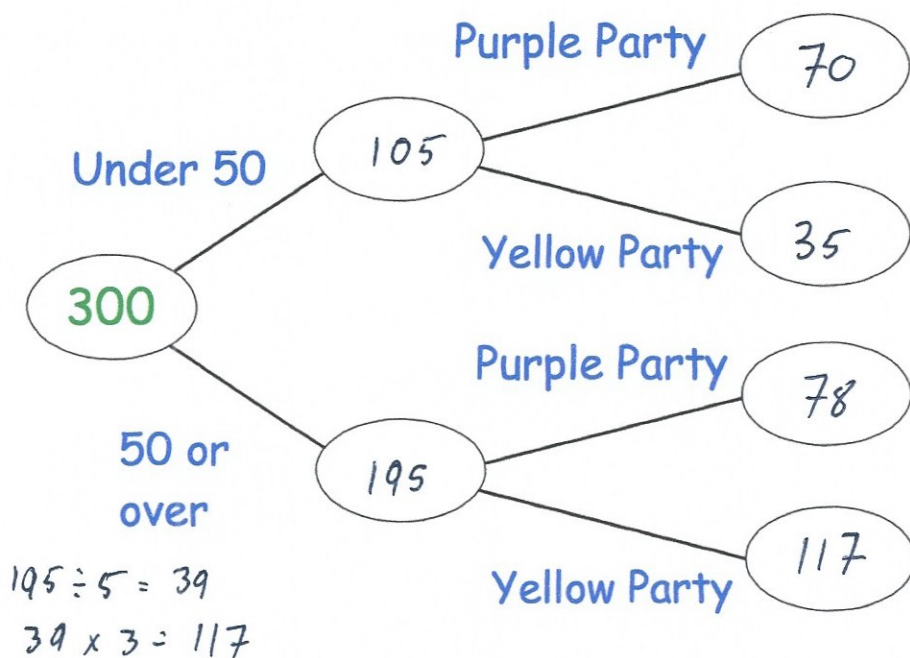 Purple Party
70
Under 50
105
Yellow Party
35
300
Purple Party
78
50 or
over
195
Yellow Party
117
195 ÷ 5 = 39
39 x 3 = 117